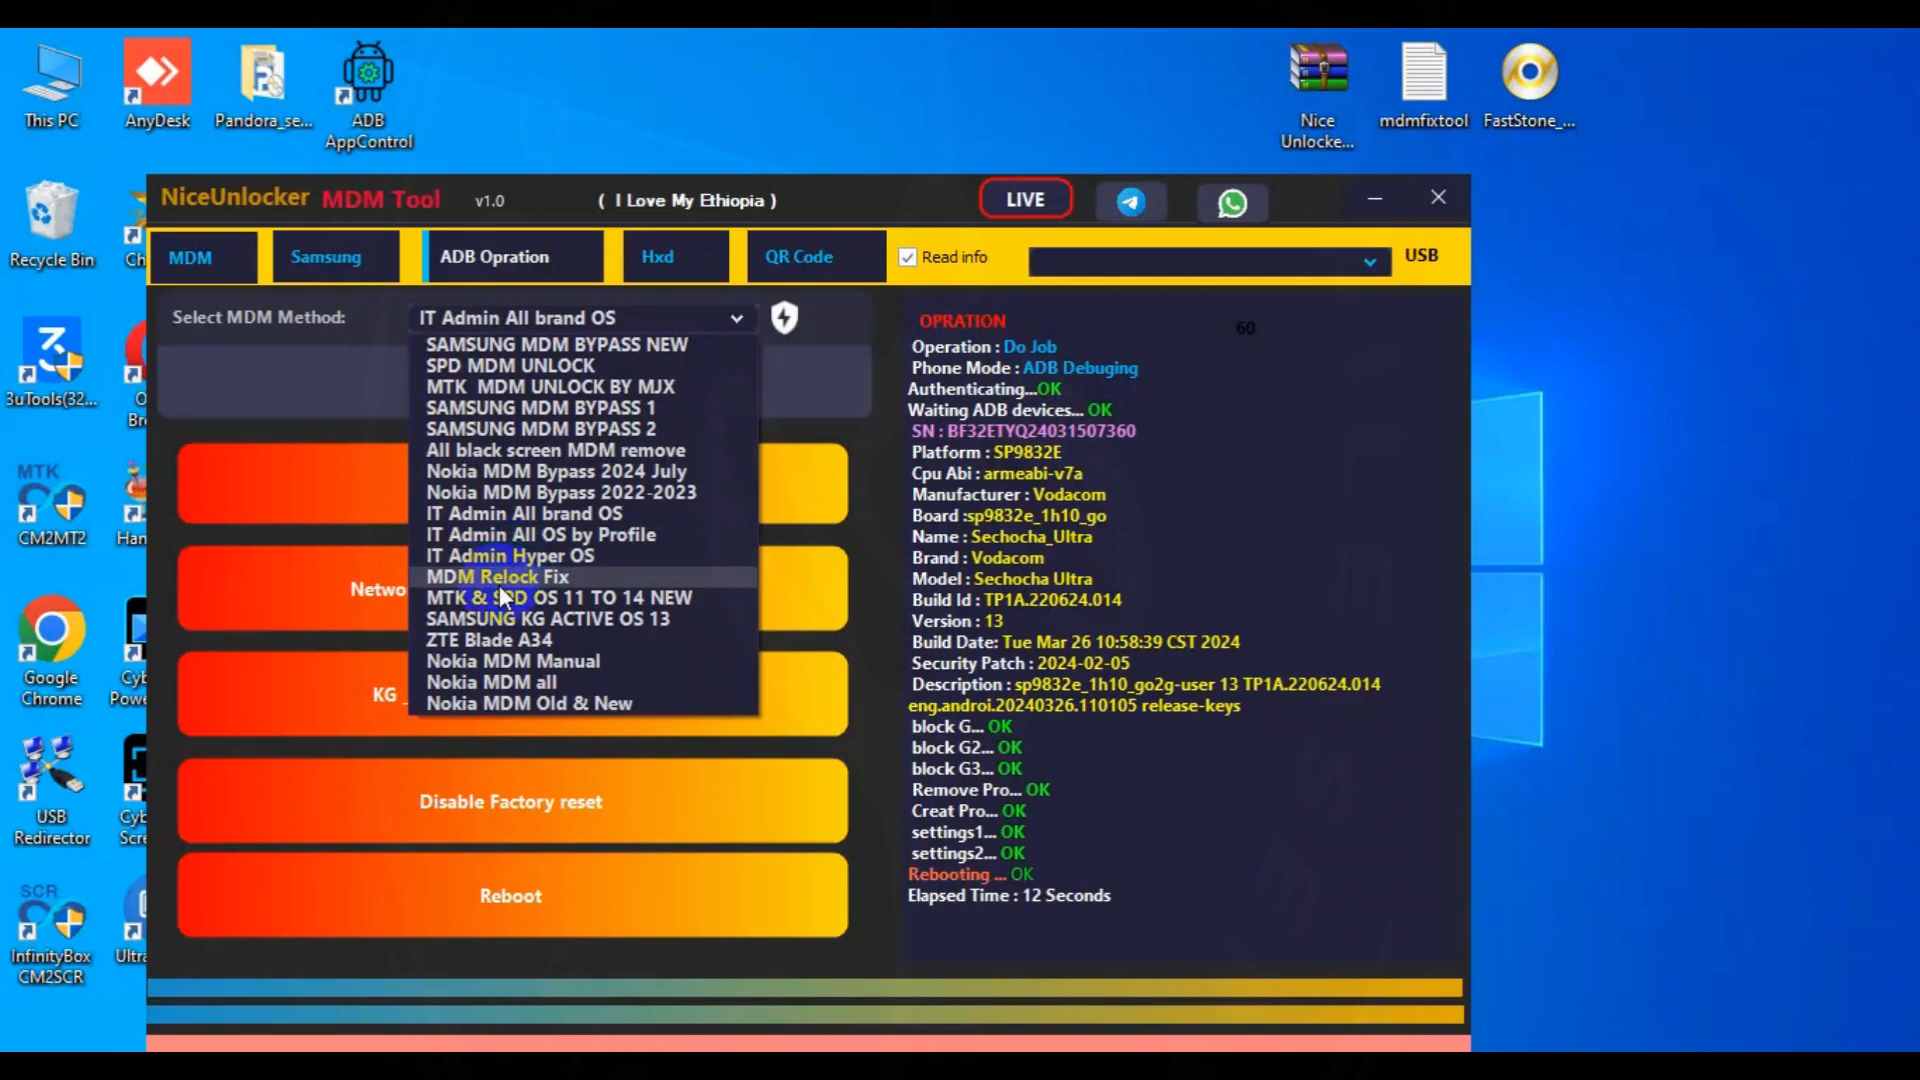 This PC
AnyDesk
Pandora_se...
ADB
AppControl
Nice
Unlocke...
mdmfixtool
FastStone_...
Recycle Bin
Ch
3uTools(32...
O
Br
MTK
CM2MT2
Han
Google
Chrome
Cyb
Powe
USB
Redirector
Cyb
Scre
SCR
InfinityBox
CM2SCR
Ultra
NiceUnlocker MDM Tool v1.0 ( I Love My Ethiopia ) LIVE
MDM Samsung ADB Opration Hxd QR Code Read info USB
Select MDM Method: IT Admin All brand OS
SAMSUNG MDM BYPASS NEW
SPD MDM UNLOCK
MTK MDM UNLOCK BY MJX
SAMSUNG MDM BYPASS 1
SAMSUNG MDM BYPASS 2
All black screen MDM remove
Nokia MDM Bypass 2024 July
Nokia MDM Bypass 2022-2023
IT Admin All brand OS
IT Admin All OS by Profile
IT Admin Hyper OS
MDM Relock Fix
MTK & SPD OS 11 TO 14 NEW
SAMSUNG KG ACTIVE OS 13
ZTE Blade A34
Nokia MDM Manual
Nokia MDM all
Nokia MDM Old & New
Netwo
KG _
Disable Factory reset
Reboot
OPRATION
60
Operation : Do Job
Phone Mode : ADB Debuging
Authenticating...OK
Waiting ADB devices... OK
SN : BF32ETYQ24031507360
Platform : SP9832E
Cpu Abi : armeabi-v7a
Manufacturer : Vodacom
Board :sp9832e_1h10_go
Name : Sechocha_Ultra
Brand : Vodacom
Model : Sechocha Ultra
Build Id : TP1A.220624.014
Version : 13
Build Date: Tue Mar 26 10:58:39 CST 2024
Security Patch : 2024-02-05
Description : sp9832e_1h10_go2g-user 13 TP1A.220624.014
eng.androi.20240326.110105 release-keys
block G... OK
block G2... OK
block G3... OK
Remove Pro... OK
Creat Pro... OK
settings1... OK
settings2... OK
Rebooting ... OK
Elapsed Time : 12 Seconds